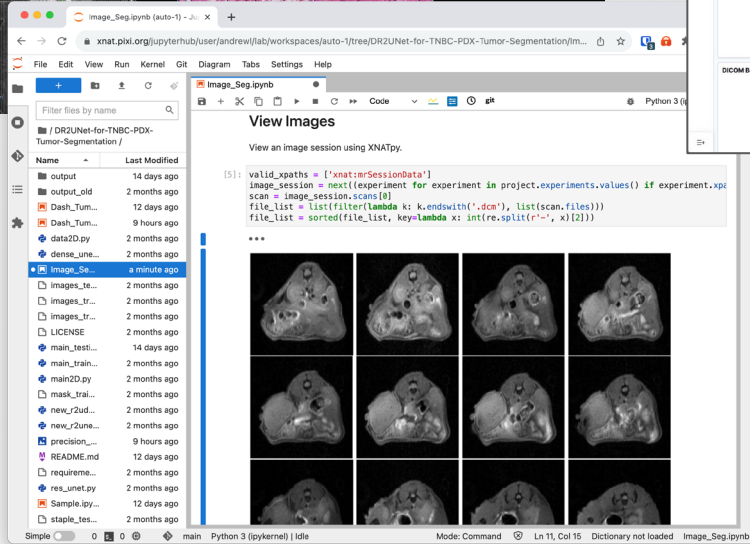 Image_Seg.ipynb (auto-1) - Ju
xnat.pixi.org/jupyterhub/user/andrewl/lab/workspaces/auto-1/tree/DR2UNet-for-TNBC-PDX-Tumor-Segmentation/Im...
File Edit View Run Kernel Git Diagram Tabs Settings Help
DICOM B
Filter files by name
/ DR2UNet-for-TNBC-PDX-
Tumor-Segmentation /
Name Last Modified
output 14 days ago
output_old 2 months ago
Dash_Tum... 12 days ago
Dash_Tum... 9 hours ago
data2D.py 2 months ago
dense_une... 2 months ago
Image_Se... a minute ago
images_te... 2 months ago
images_tr... 2 months ago
images_tr... 2 months ago
LICENSE 2 months ago
main_testi... 14 days ago
main_train... 2 months ago
main2D.py 2 months ago
mask_trai... 2 months ago
new_r2ud... 2 months ago
new_r2une... 2 months ago
precision_... 9 hours ago
README.md 12 days ago
requireme... 2 months ago
res_unet.py 2 months ago
Sample.ipy... 12 days ago
staple_tes... 2 months ago
Image_Seg.ipynb
Code git Python 3 (ip
View Images
View an image session using XNATpy.
[5]: valid_xpaths = ['xnat:mrSessionData']
image_session = next((experiment for experiment in project.experiments.values() if experiment.xpa
scan = image_session.scans[0]
file_list = list(filter(lambda k: k.endswith('.dcm'), list(scan.files)))
file_list = sorted(file_list, key=lambda x: int(re.split(r'-', x)[2]))
Simple 0 0 main Python 3 (ipykernel) | Idle Mode: Command Ln 11, Col 15 Dictionary not loaded Image_Seg.ipynb